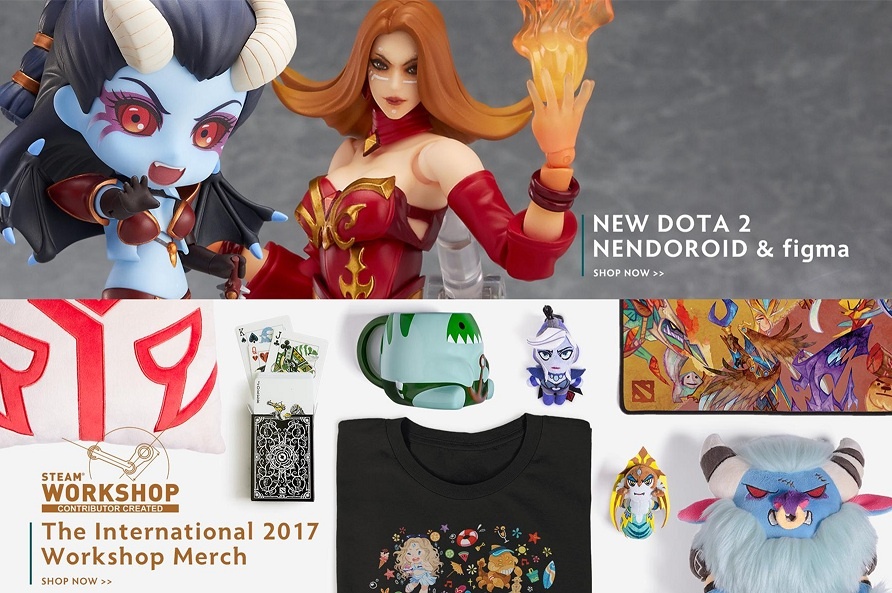 NEW DOTA 2
NENDOROID & figma
SHOP NOW >>
K
J
Q
STEAM®
WORKSHOP
CONTRIBUTOR CREATED
The International 2017
Workshop Merch
SHOP NOW >>